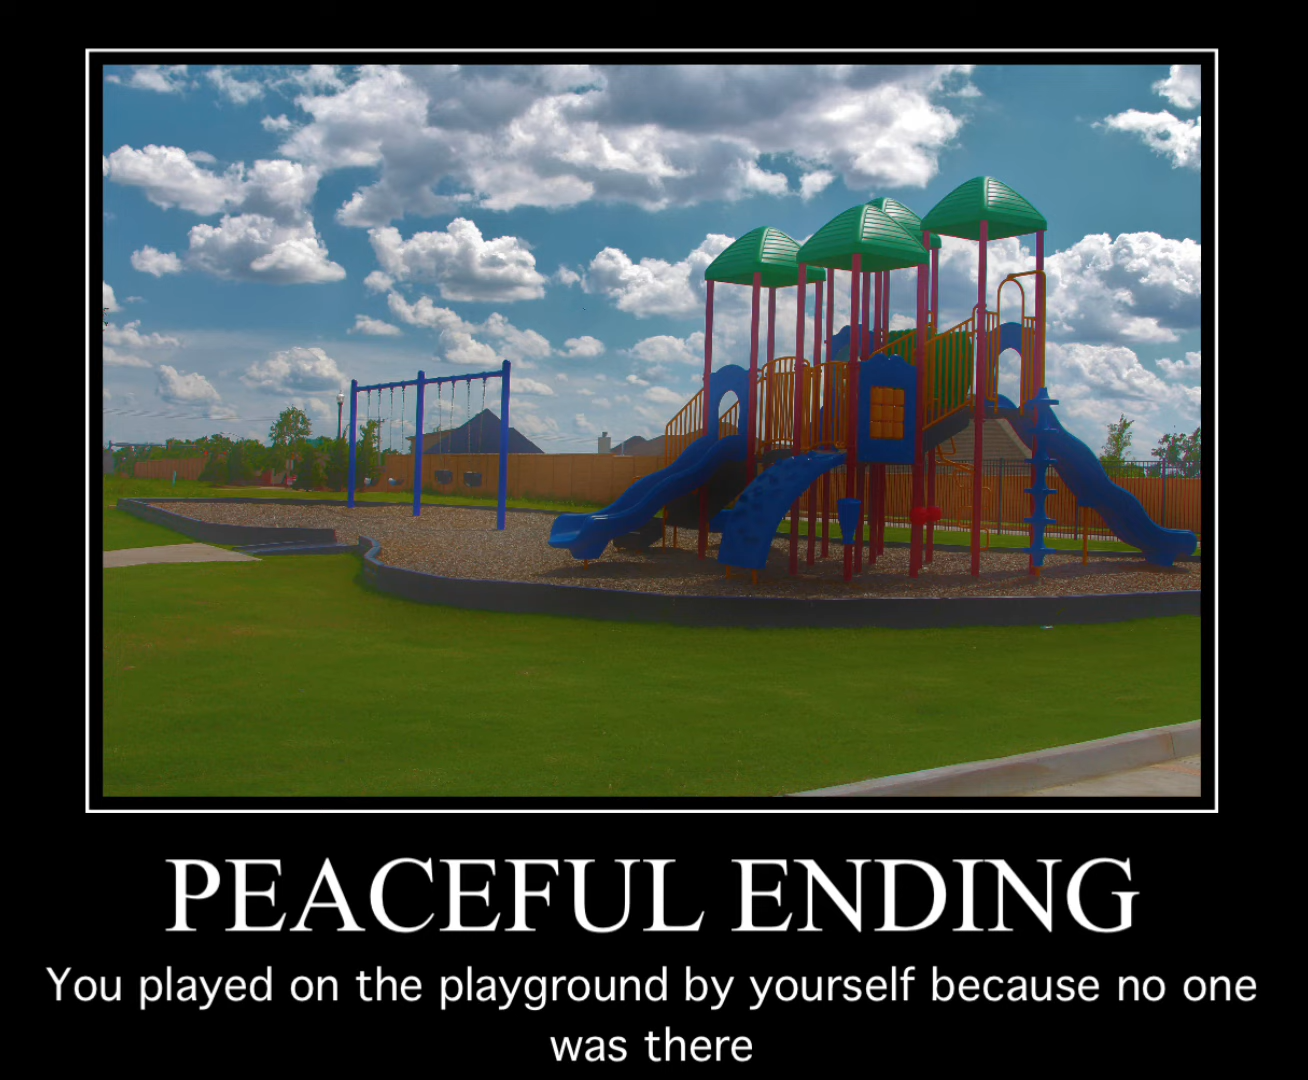 PEACEFUL ENDING
You played on the playground by yourself because no one
was there